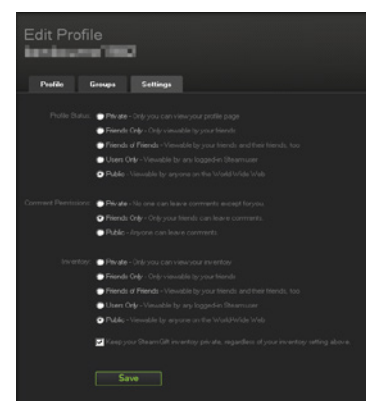 Edit Profile
Profile Groups Settings
Profile Status: Private - Only you can view your profile page
Friends Only - Only viewable by your friends
Friends of Friends - Viewable by your friends and their friends, too
Users Only - Viewable by any logged-in Steam user
Public - Viewable by anyone on the World Wide Web
Comment Permissions: Private - No one can leave comments except for you
Friends Only - Only your friends can leave comments
Public - Anyone can leave comments
Inventory: Private - Only you can view your inventory
Friends Only - Only viewable by your friends
Friends of Friends - Viewable by your friends and their friends, too
Users Only - Viewable by any logged-in Steam user
Public - Viewable by anyone on the World Wide Web
Keep your Steam Gift inventory private, regardless of your inventory setting above.
Save